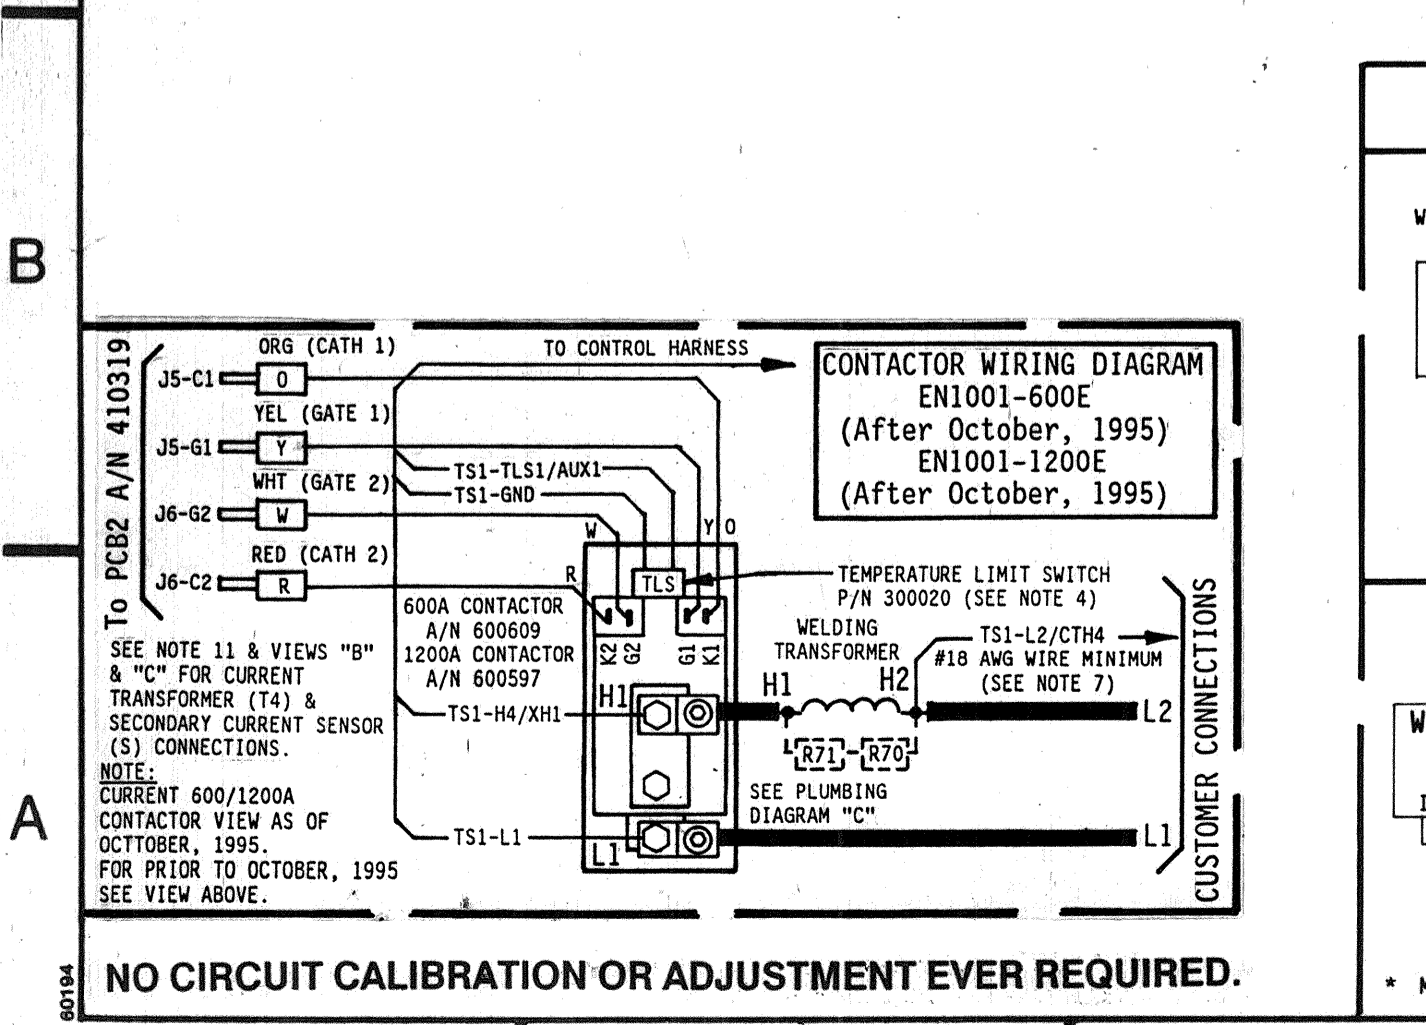 B
A
60194
To PCB2 A/N 410319
ORG (CATH 1)
J5-C1
O
YEL (GATE 1)
J5-G1
Y
WHT (GATE 2)
J6-G2
W
RED (CATH 2)
J6-C2
R
TO CONTROL HARNESS
TS1-TLS1/AUX1
TS1-GND
CONTACTOR WIRING DIAGRAM
EN1001-600E
(After October, 1995)
EN1001-1200E
(After October, 1995)
W
Y O
R
TLS
K2
G2
G1
K1
TEMPERATURE LIMIT SWITCH
P/N 300020 (SEE NOTE 4)
600A CONTACTOR
A/N 600609
1200A CONTACTOR
A/N 600597
WELDING
TRANSFORMER
TS1-L2/CTH4
#18 AWG WIRE MINIMUM
(SEE NOTE 7)
H1
H1
H2
TS1-H4/XH1
L2
R71
R70
SEE PLUMBING
DIAGRAM "C"
TS1-L1
L1
L1
CUSTOMER CONNECTIONS
SEE NOTE 11 & VIEWS "B"
& "C" FOR CURRENT
TRANSFORMER (T4) &
SECONDARY CURRENT SENSOR
(S) CONNECTIONS.
NOTE:
CURRENT 600/1200A
CONTACTOR VIEW AS OF
OCTTOBER, 1995.
FOR PRIOR TO OCTOBER, 1995
SEE VIEW ABOVE.
NO CIRCUIT CALIBRATION OR ADJUSTMENT EVER REQUIRED.
W
W
*